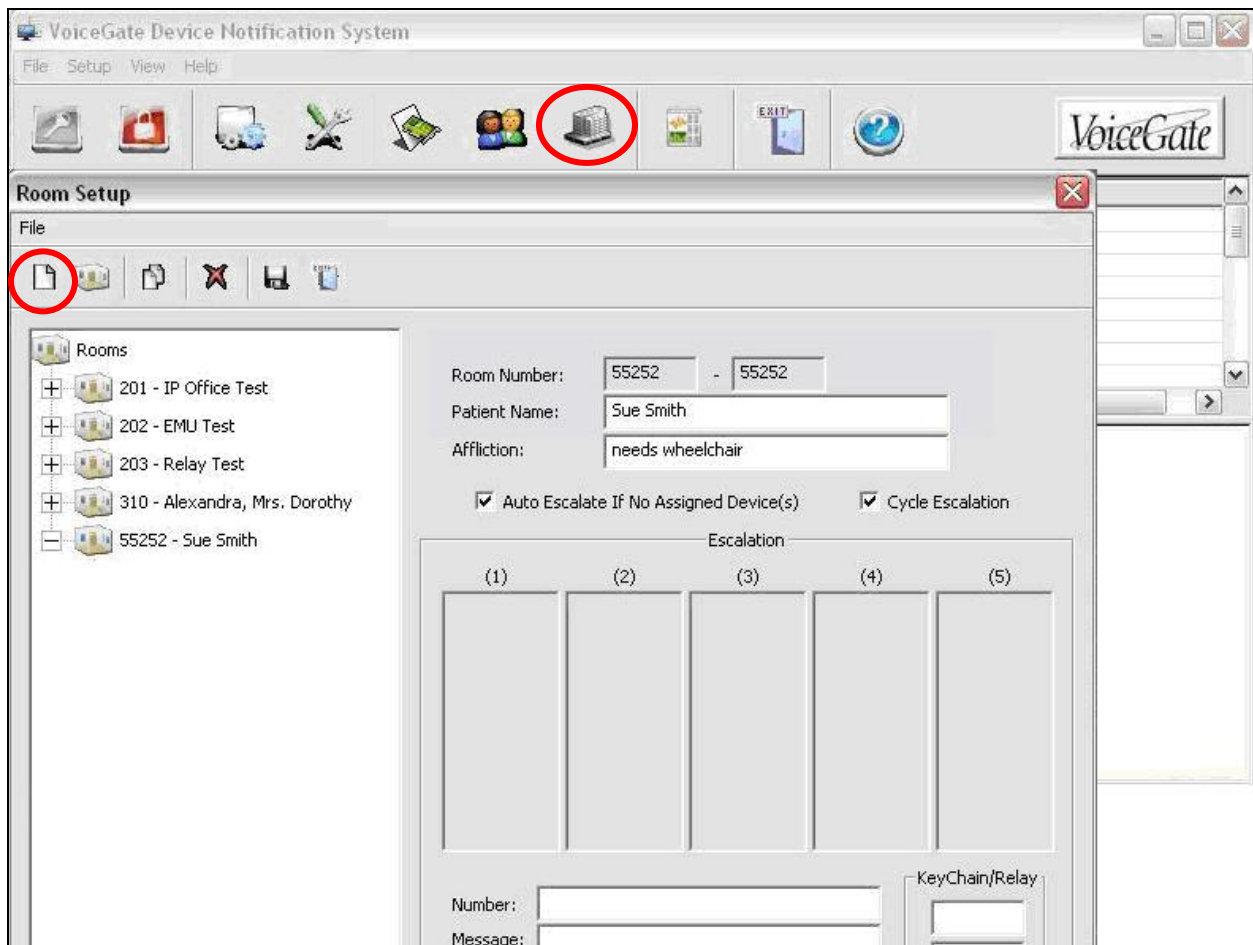 VoiceGate Device Notification System
File Setup View Help
EXIT
VoiceGate
Room Setup
File
Rooms
201 - IP Office Test
202 - EMU Test
203 - Relay Test
310 - Alexandra, Mrs. Dorothy
55252 - Sue Smith
Room Number: 55252 - 55252
Patient Name: Sue Smith
Affliction: needs wheelchair
Auto Escalate If No Assigned Device(s) Cycle Escalation
Escalation
(1) (2) (3) (4) (5)
KeyChain/Relay
Number:
Message: